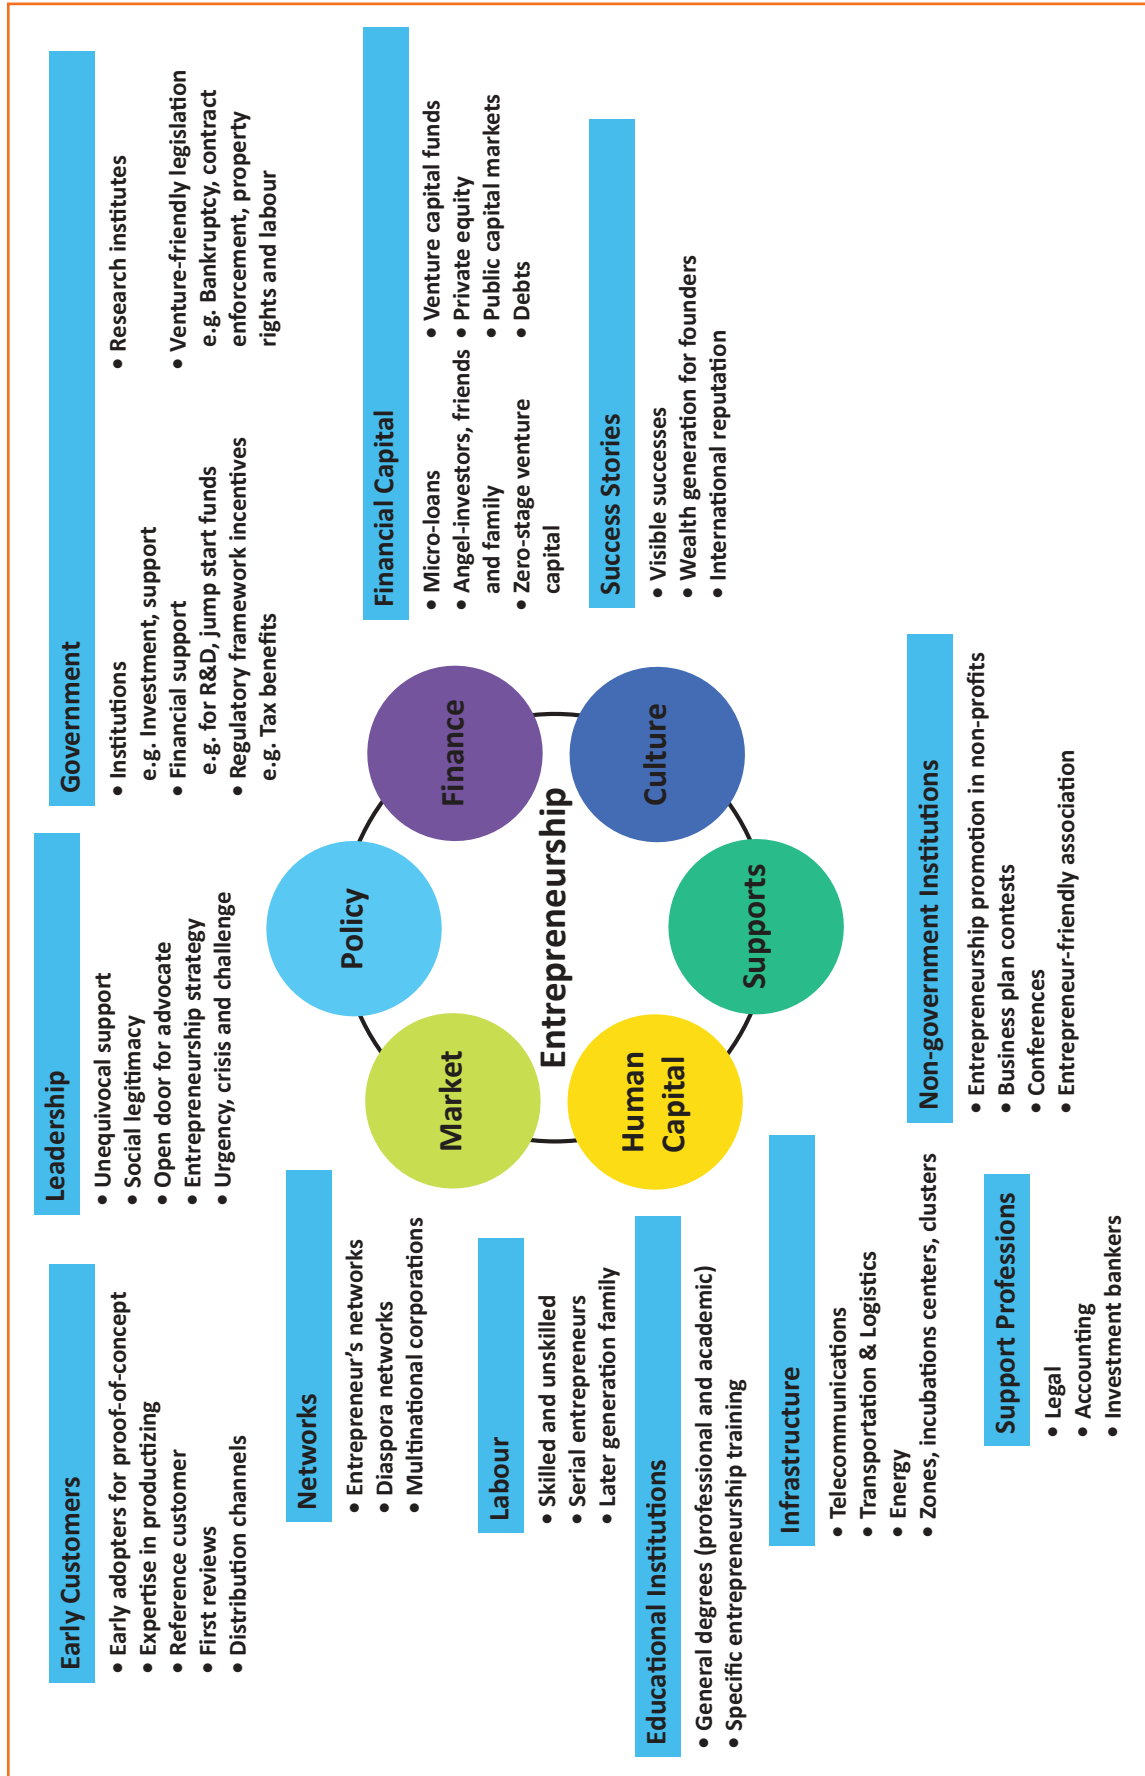 Early Customers
• Early adopters for proof-of-concept
• Expertise in productizing
• Reference customer
• First reviews
• Distribution channels
Leadership
• Unequivocal support
• Social legitimacy
• Open door for advocate
• Entrepreneurship strategy
• Urgency, crisis and challenge
Government
• Institutions
e.g. Investment, support
• Financial support
e.g. for R&D, jump start funds
• Regulatory framework incentives
e.g. Tax benefits
• Research institutes
• Venture-friendly legislation
e.g. Bankruptcy, contract
enforcement, property
rights and labour
Networks
• Entrepreneur's networks
• Diaspora networks
• Multinational corporations
Labour
• Skilled and unskilled
• Serial entrepreneurs
• Later generation family
Educational Institutions
• General degrees (professional and academic)
• Specific entrepreneurship training
Policy
Market
Finance
Entrepreneurship
Human
Capital
Culture
Supports
Financial Capital
• Micro-loans
• Angel-investors, friends
and family
• Zero-stage venture
capital
• Venture capital funds
• Private equity
• Public capital markets
• Debts
Success Stories
• Visible successes
• Wealth generation for founders
• International reputation
Infrastructure
• Telecommunications
• Transportation & Logistics
• Energy
• Zones, incubations centers, clusters
Support Professions
• Legal
• Accounting
• Investment bankers
Non-government Institutions
• Entrepreneurship promotion in non-profits
• Business plan contests
• Conferences
• Entrepreneur-friendly association